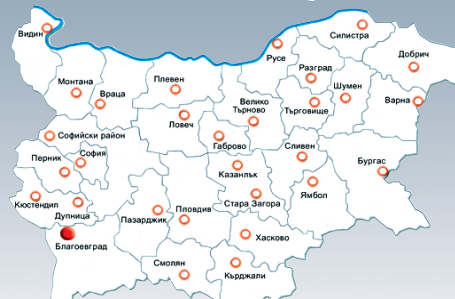 Видин
Силистра
Русе
Добрич
Разград
Монтана
Плевен
Шумен
Враца
Велико
Търново
Варна
Търговище
Ловеч
Софийски район
Габрово
София
Сливен
Перник
Бургас
Казанлък
Ямбол
Кюстендил
Стара Загора
Дупница
Пазарджик
Пловдив
Хасково
Благоевград
Смолян
Кърджали